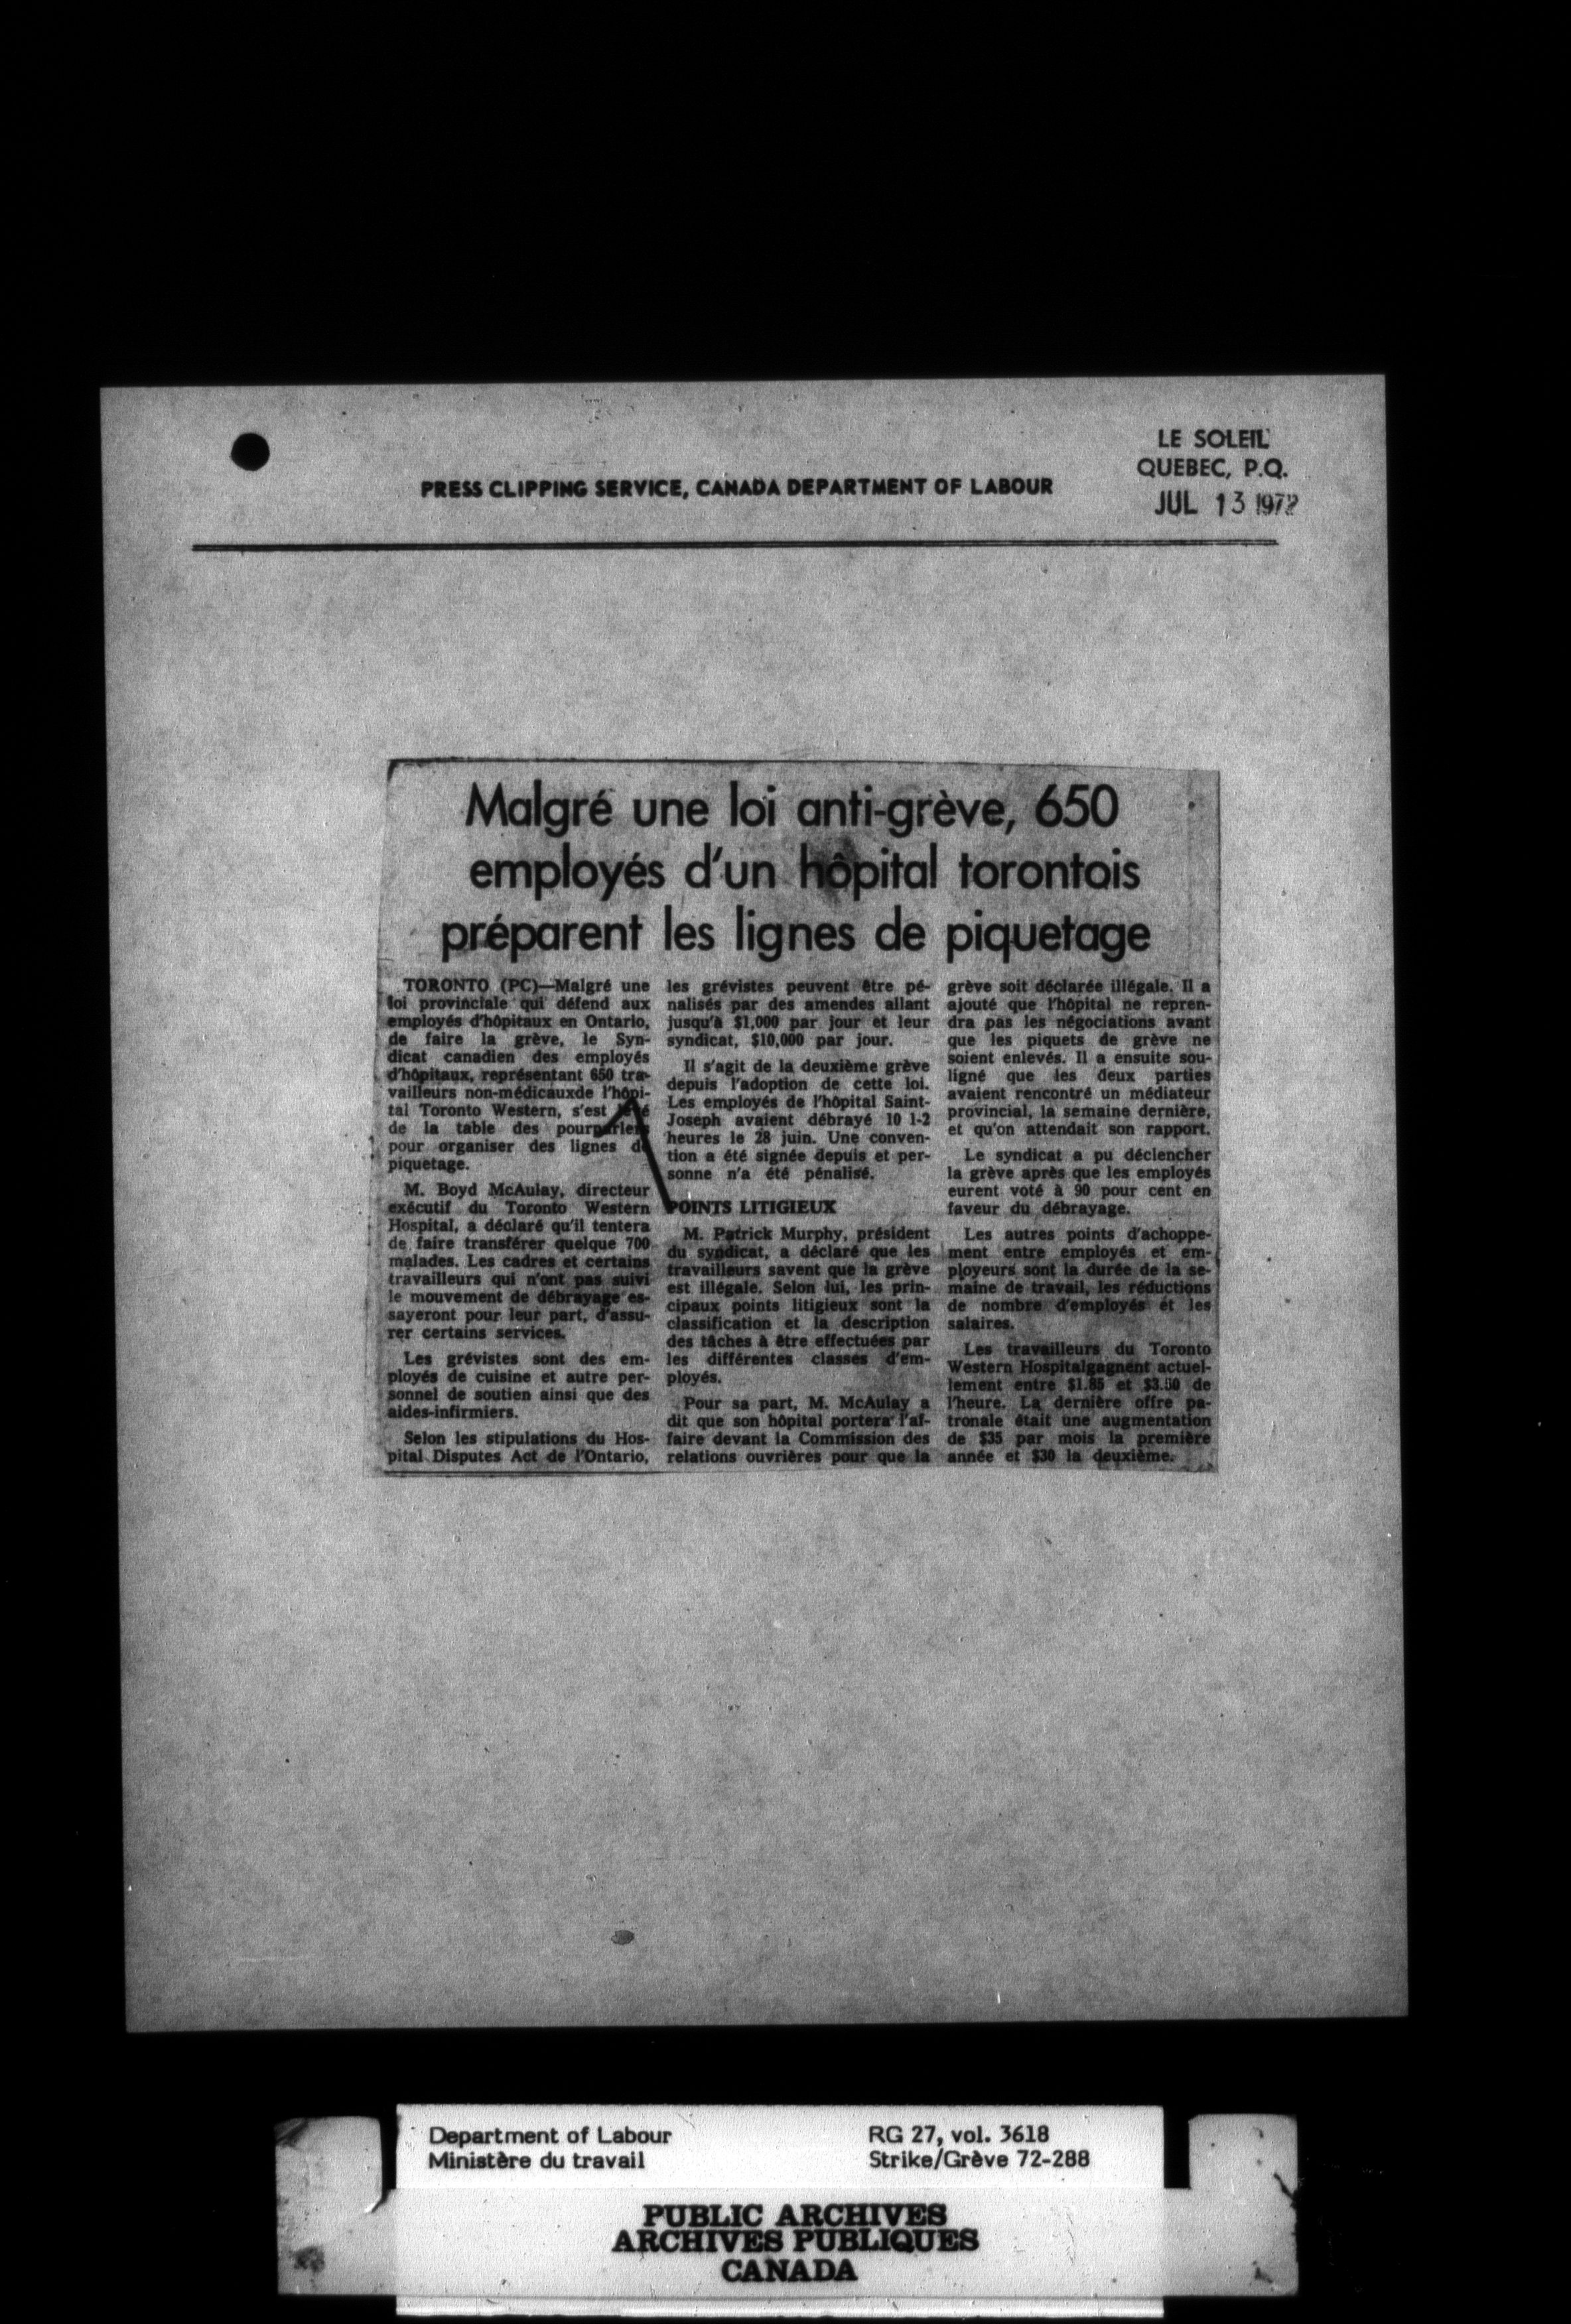 LE SOLEIL
QUEBEC, P.Q.
JUL 13 1972
PRESS CLIPPING SERVICE, CANADA DEPARTMENT OF LABOUR
Malgré une loi anti-grève, 650
employés d'un hôpital torontois
préparent les lignes de piquetage
TORONTO (PC)—Malgré une
loi provinciale qui défend aux
employés d'hôpitaux en Ontario,
de faire la grève, le Syn-
dicat canadien des employés
d'hôpitaux, représentant 650 tra-
vailleurs non-médicauxde l'hôpi-
tal Toronto Western, s'est levé
de la table des pourparlers
pour organiser des lignes de
piquetage.
M. Boyd McAulay, directeur
exécutif du Toronto Western
Hospital, a déclaré qu'il tentera
de faire transférer quelque 700
malades. Les cadres et certains
travailleurs qui n'ont pas suivi
le mouvement de débrayage es-
sayeront pour leur part, d'assu-
rer certains services.
Les grévistes sont des em-
ployés de cuisine et autre per-
sonnel de soutien ainsi que des
aides-infirmiers.
Selon les stipulations du Hos-
pital Disputes Act de l'Ontario,
les grévistes peuvent être pé-
nalisés par des amendes allant
jusqu'à $1,000 par jour et leur
syndicat, $10,000 par jour.
Il s'agit de la deuxième grève
depuis l'adoption de cette loi.
Les employés de l'hôpital Saint-
Joseph avaient débrayé 10 1-2
heures le 28 juin. Une conven-
tion a été signée depuis et per-
sonne n'a été pénalisé.
POINTS LITIGIEUX
M. Patrick Murphy, président
du syndicat, a déclaré que les
travailleurs savent que la grève
est illégale. Selon lui, les prin-
cipaux points litigieux sont la
classification et la description
des tâches à être effectuées par
les différentes classes d'em-
ployés.
Pour sa part, M. McAulay a
dit que son hôpital portera l'af-
faire devant la Commission des
relations ouvrières pour que la
grève soit déclarée illégale. Il a
ajouté que l'hôpital ne repren-
dra pas les négociations avant
que les piquets de grève ne
soient enlevés. Il a ensuite sou-
ligné que les deux parties
avaient rencontré un médiateur
provincial, la semaine dernière,
et qu'on attendait son rapport.
Le syndicat a pu déclencher
la grève après que les employés
eurent voté à 90 pour cent en
faveur du débrayage.
Les autres points d'achoppe-
ment entre employés et em-
ployeurs sont la durée de la se-
maine de travail, les réductions
de nombre d'employés et les
salaires.
Les travailleurs du Toronto
Western Hospitalgagnent actuel-
lement entre $1.85 et $3.50 de
l'heure. La dernière offre pa-
tronale était une augmentation
de $35 par mois la première
année et $30 la deuxième.
Department of Labour
Ministère du travail
RG 27, vol. 3618
Strike/Grève 72-288
PUBLIC ARCHIVES
ARCHIVES PUBLIQUES
CANADA